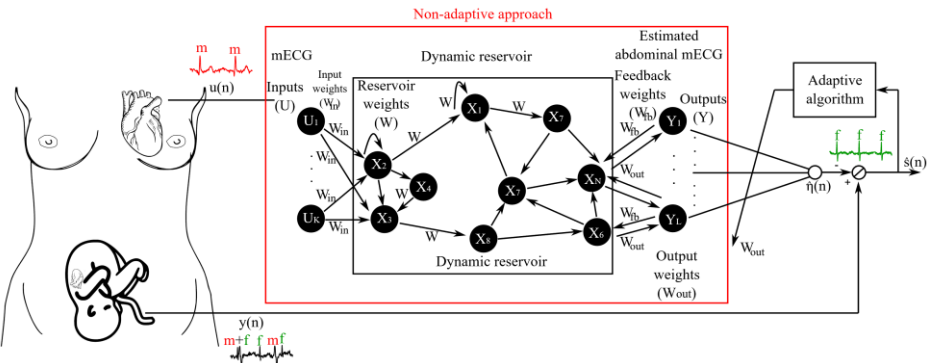 Non-adaptive approach
m m
u(n)
mECG
Inputs
(U)
Input
weights
(Win)
Dynamic reservoir
Reservoir
weights
(W)
Estimated
abdominal mECG
Feedback
weights
(Wfb)
Outputs
(Y)
Adaptive
algorithm
U1
UK
Win
Win
Win
Win
X2
X3
X4
X1
X7
X7
X8
XN
X6
W
W
W
W
W
Wfb
Wfb
Wout
Wfb
Wout
Y1
YL
Dynamic reservoir
Output
weights
(Wout)
Wout
f f f
η̂(n)
-
+
ŝ(n)
y(n)
m+f f m f